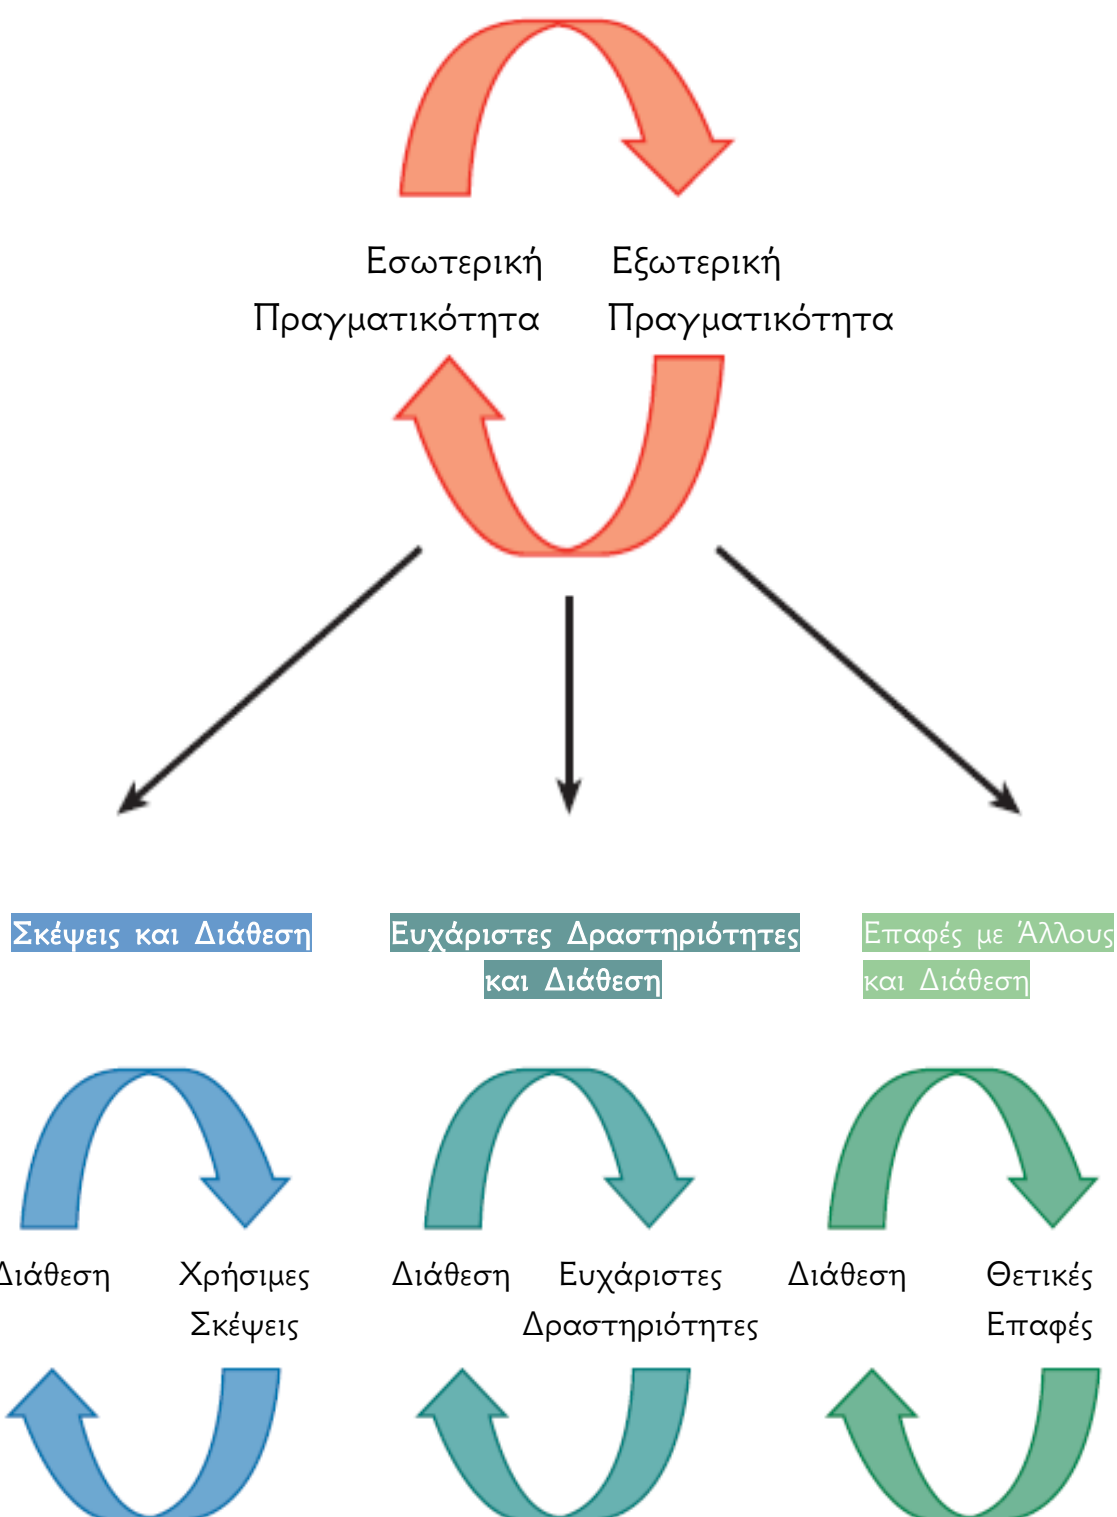 Εσωτερική Εξωτερική
Πραγματικότητα Πραγματικότητα
Σκέψεις και Διάθεση
Ευχάριστες Δραστηριότητες
και Διάθεση
Επαφές με Άλλους
και Διάθεση
Διάθεση Χρήσιμες
Σκέψεις
Διάθεση Ευχάριστες
Δραστηριότητες
Διάθεση Θετικές
Επαφές